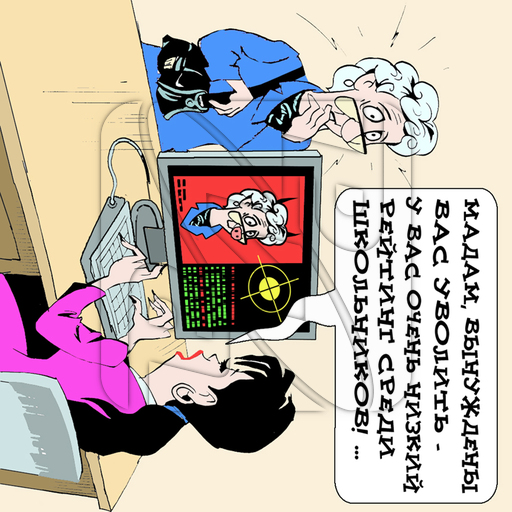 МАДАМ, ВЫНУЖДЕНЫ
ВАС УВОЛИТЬ -
У ВАС ОЧЕНЬ НИЗКИЙ
РЕЙТИНГ СРЕДИ
ШКОЛЬНИКОВ! ...